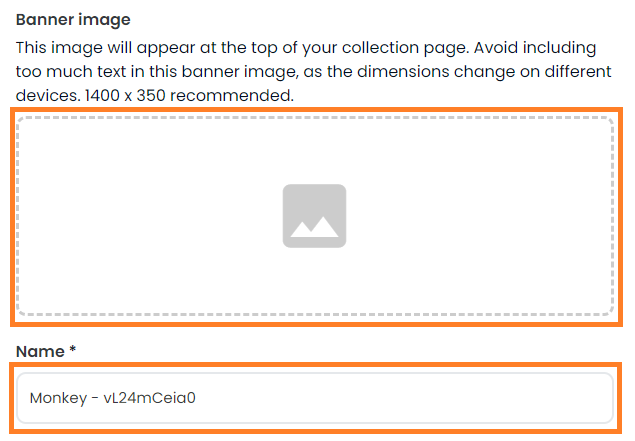 Banner image
This image will appear at the top of your collection page. Avoid including
too much text in this banner image, as the dimensions change on different
devices. 1400 x 350 recommended.
Name *
Monkey - vL24mCeia0